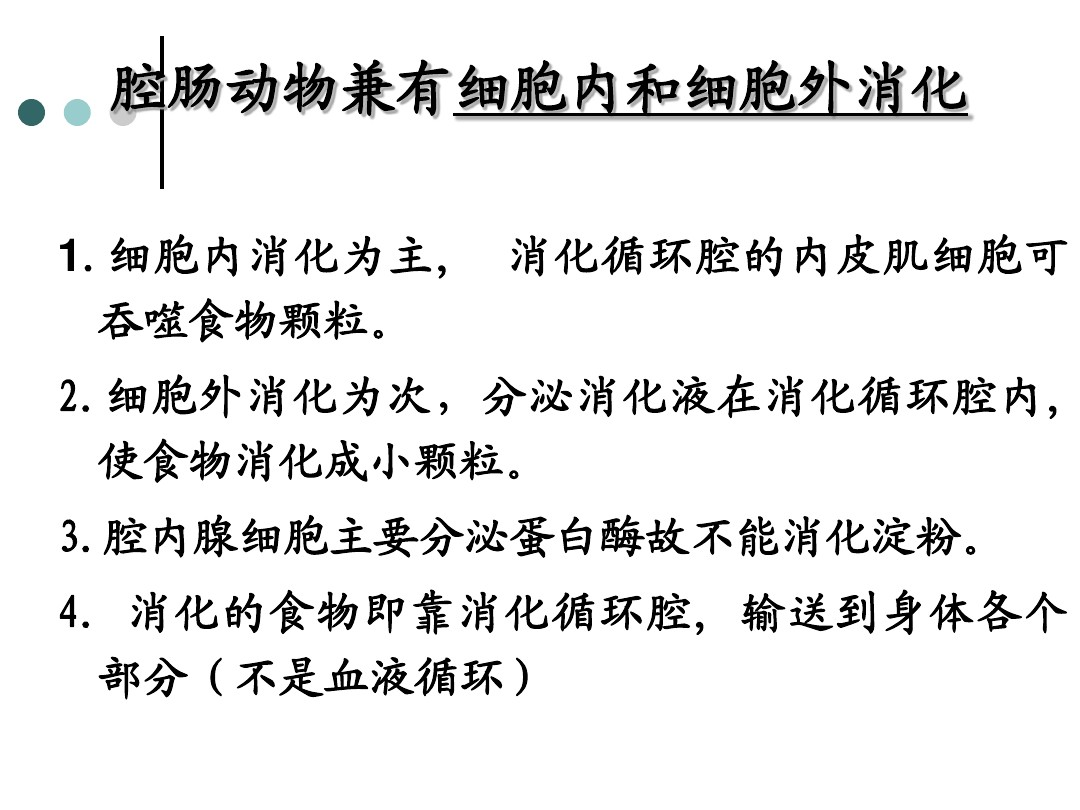 腔肠动物兼有细胞内和细胞外消化
1. 细胞内消化为主， 消化循环腔的内皮肌细胞可
吞噬食物颗粒。
2. 细胞外消化为次，分泌消化液在消化循环腔内，
使食物消化成小颗粒。
3. 腔内腺细胞主要分泌蛋白酶故不能消化淀粉。
4. 消化的食物即靠消化循环腔，输送到身体各个
部分（不是血液循环）